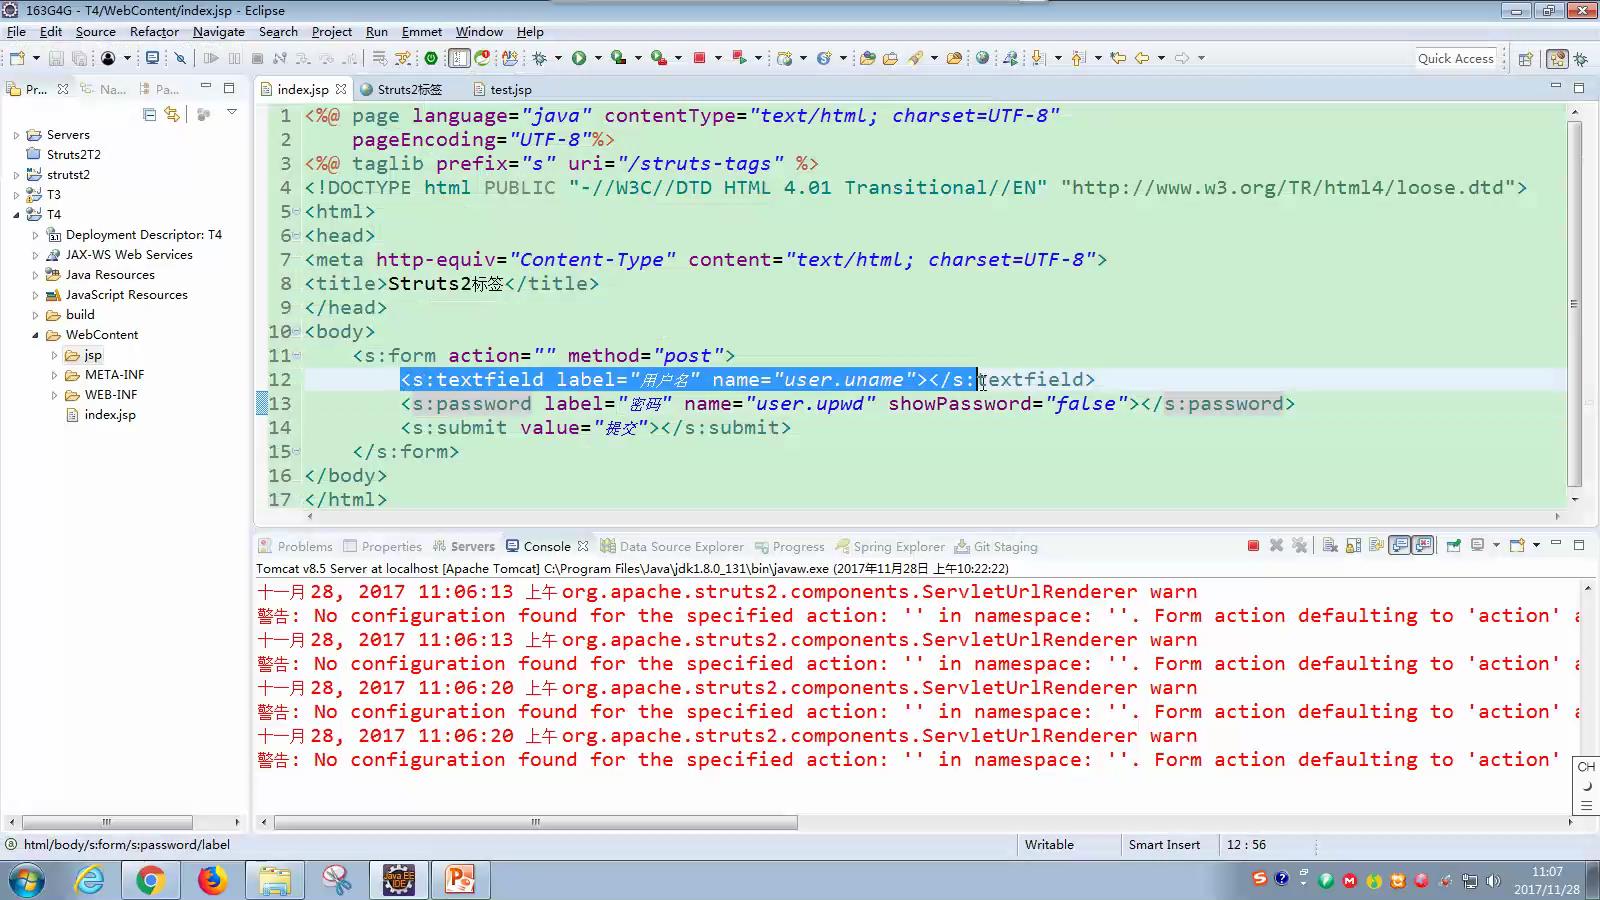 163G4G - T4/WebContent/index.jsp - Eclipse
File Edit Source Refactor Navigate Search Project Run Emmet Window Help
Quick Access
Pr... Na... Pa...
index.jsp Struts2标签 test.jsp
Servers
Struts2T2
strutst2
T3
T4
Deployment Descriptor: T4
JAX-WS Web Services
Java Resources
JavaScript Resources
build
WebContent
jsp
META-INF
WEB-INF
index.jsp
1 <%@ page language="java" contentType="text/html; charset=UTF-8"
2 pageEncoding="UTF-8"%>
3 <%@ taglib prefix="s" uri="/struts-tags" %>
4 <!DOCTYPE html PUBLIC "-//W3C//DTD HTML 4.01 Transitional//EN" "http://www.w3.org/TR/html4/loose.dtd">
5 <html>
6 <head>
7 <meta http-equiv="Content-Type" content="text/html; charset=UTF-8">
8 <title>Struts2标签</title>
9 </head>
10 <body>
11 <s:form action="" method="post">
12 <s:textfield label="用户名" name="user.uname"></s:textfield>
13 <s:password label="密码" name="user.upwd" showPassword="false"></s:password>
14 <s:submit value="提交"></s:submit>
15 </s:form>
16 </body>
17 </html>
Problems Properties Servers Console Data Source Explorer Progress Spring Explorer Git Staging
Tomcat v8.5 Server at localhost [Apache Tomcat] C:\Program Files\Java\jdk1.8.0_131\bin\javaw.exe (2017年11月28日 上午10:22:22)
十一月 28, 2017 11:06:13 上午 org.apache.struts2.components.ServletUrlRenderer warn
警告: No configuration found for the specified action: '' in namespace: ''. Form action defaulting to 'action' a
十一月 28, 2017 11:06:13 上午 org.apache.struts2.components.ServletUrlRenderer warn
警告: No configuration found for the specified action: '' in namespace: ''. Form action defaulting to 'action' a
十一月 28, 2017 11:06:20 上午 org.apache.struts2.components.ServletUrlRenderer warn
警告: No configuration found for the specified action: '' in namespace: ''. Form action defaulting to 'action' a
十一月 28, 2017 11:06:20 上午 org.apache.struts2.components.ServletUrlRenderer warn
警告: No configuration found for the specified action: '' in namespace: ''. Form action defaulting to 'action'
CH
html/body/s:form/s:password/label Writable Smart Insert 12 : 56
Java EE IDE
11:07
2017/11/28